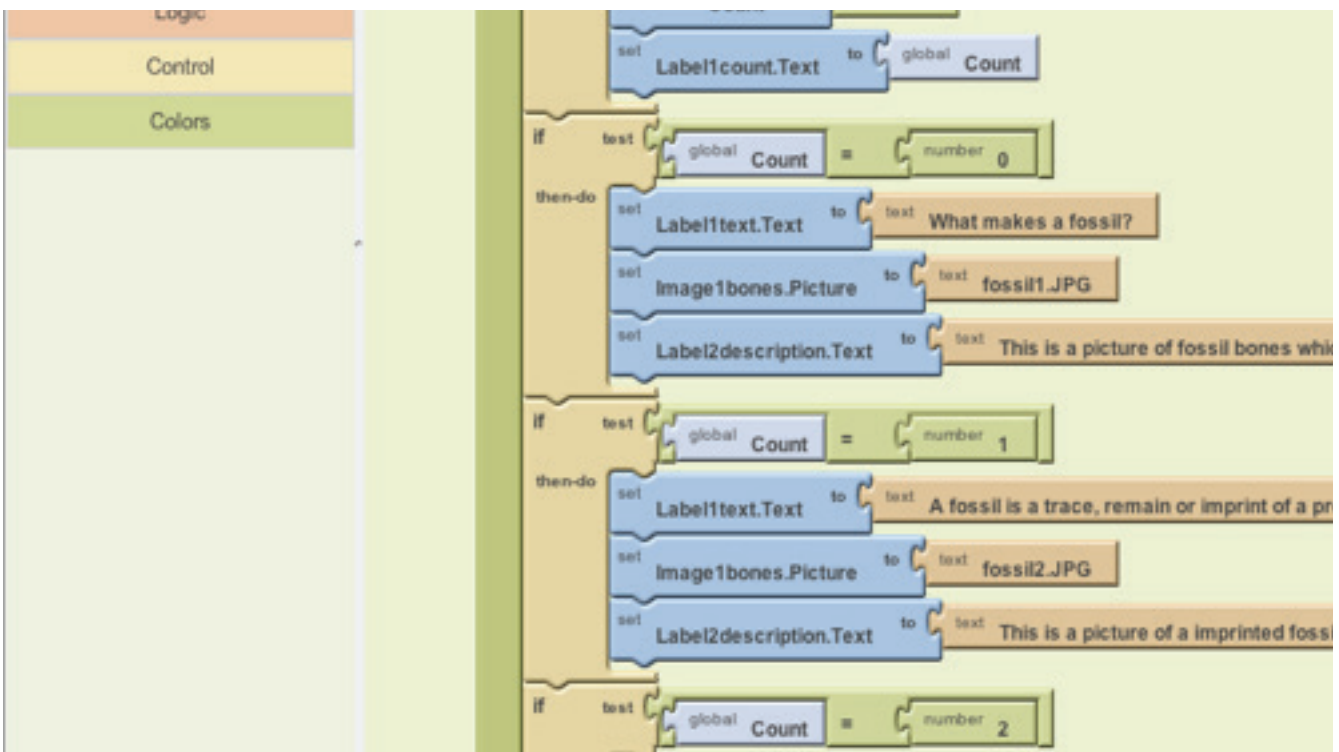 Logic
Control
Colors
Count
set Label1count.Text to global Count
if test global Count = number 0
then-do set Label1text.Text to text What makes a fossil?
set Image1bones.Picture to text fossil1.JPG
set Label2description.Text to text This is a picture of fossil bones
if test global Count = number 1
then-do set Label1text.Text to text A fossil is a trace, remain or imprint of a
set Image1bones.Picture to text fossil2.JPG
set Label2description.Text to text This is a picture of a imprinted
if test global Count = number 2